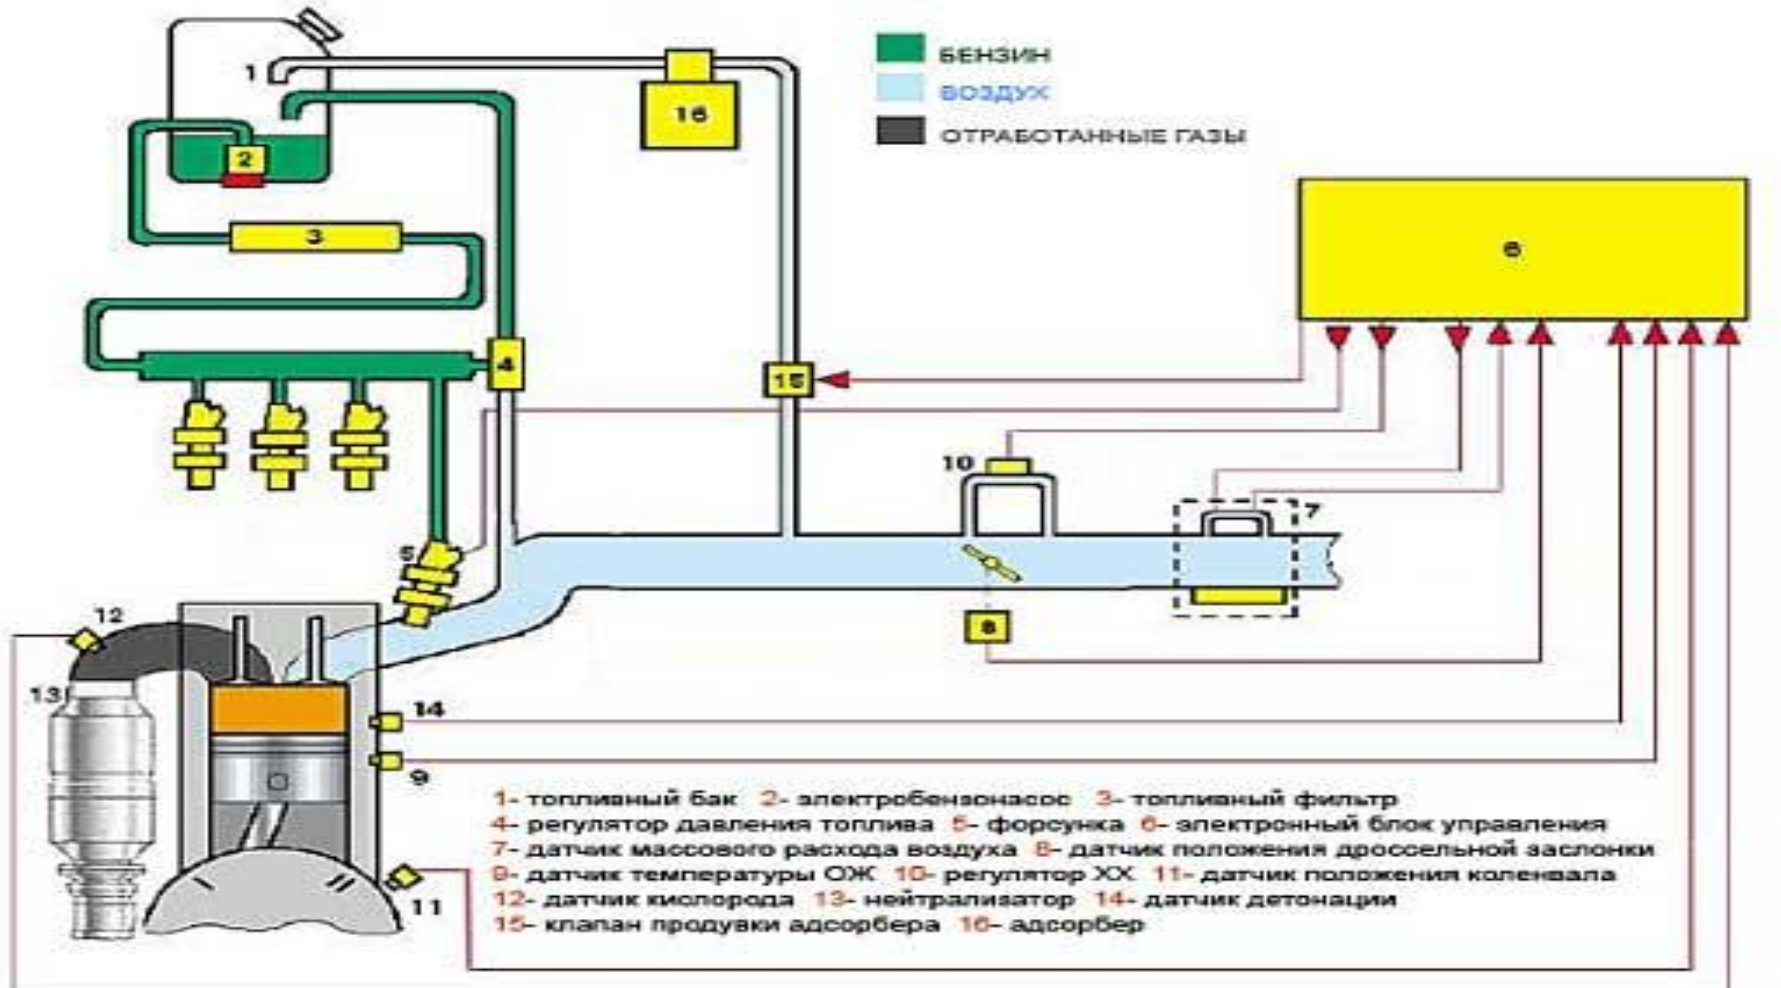 1
16
БЕНЗИН
ВОЗДУХ
ОТРАБОТАННЫЕ ГАЗЫ
2
3
6
4
15
10
7
5
12
8
13
14
9
11
1- топливный бак 2- электробензонасос 3- топливный фильтр
4- регулятор давления топлива 5- форсунка 6- электронный блок управления
7- датчик массового расхода воздуха 8- датчик положения дроссельной заслонки
9- датчик температуры ОЖ 10- регулятор ХХ 11- датчик положения коленвала
12- датчик кислорода 13- нейтрализатор 14- датчик детонации
15- клапан продувки адсорбера 16- адсорбер